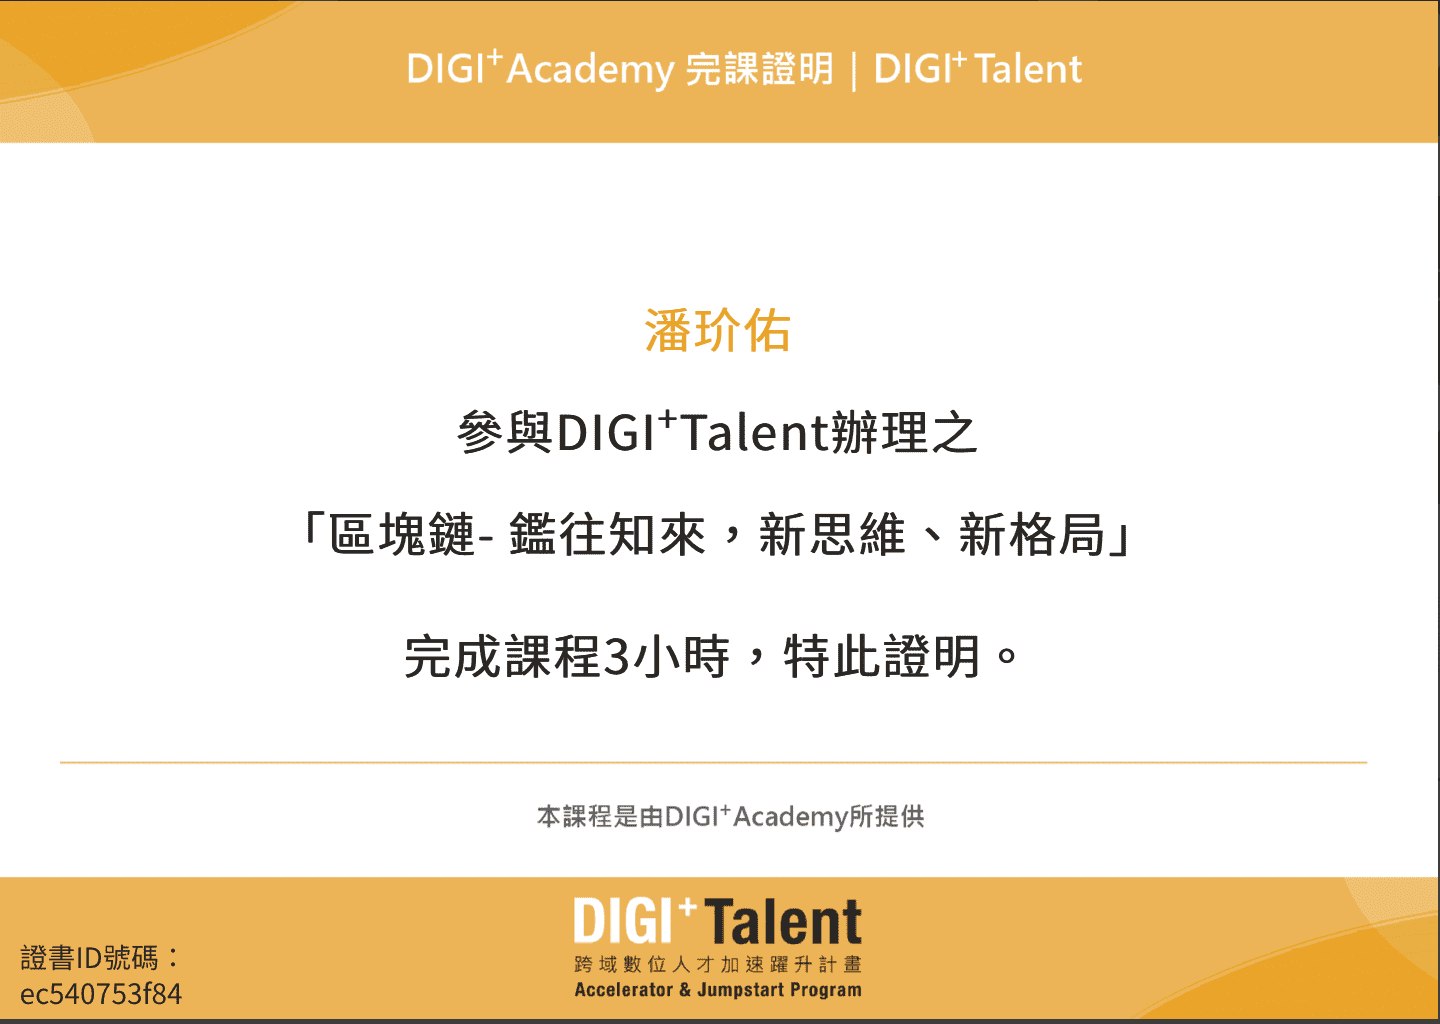 DIGI⁺Academy 完課證明｜DIGI⁺ Talent
潘玠佑
參與DIGI⁺Talent辦理之
「區塊鏈- 鑑往知來，新思維、新格局」
完成課程3小時，特此證明。
本課程是由DIGI⁺Academy所提供
DIGI⁺Talent
跨域數位人才加速躍升計畫
Accelerator & Jumpstart Program
證書ID號碼：
ec540753f84